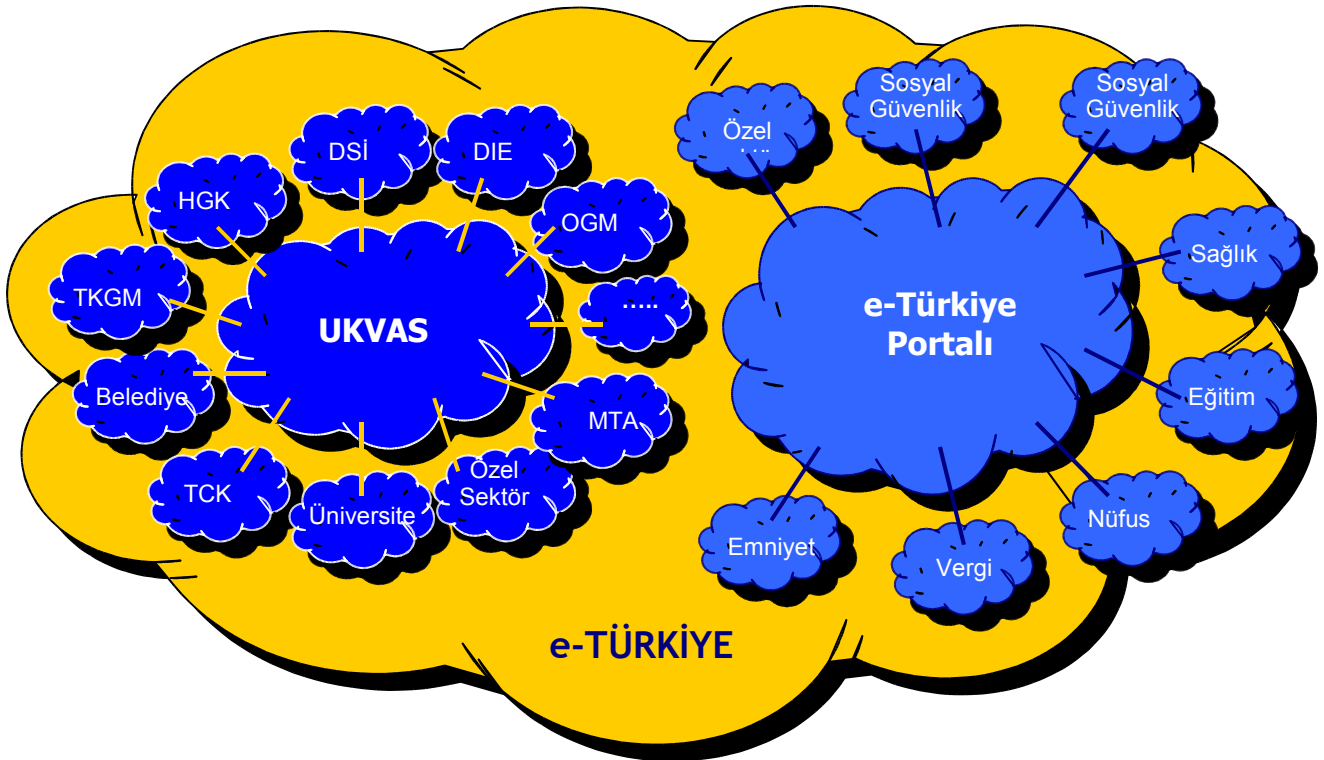 DSİ
DIE
HGK
OGM
TKGM
.....
UKVAS
Belediye
MTA
TCK
Üniversite
Özel
Sektör
Özel
Sosyal
Güvenlik
Sosyal
Güvenlik
Sağlık
e-Türkiye
Portalı
Eğitim
Nüfus
Emniyet
Vergi
e-TÜRKİYE